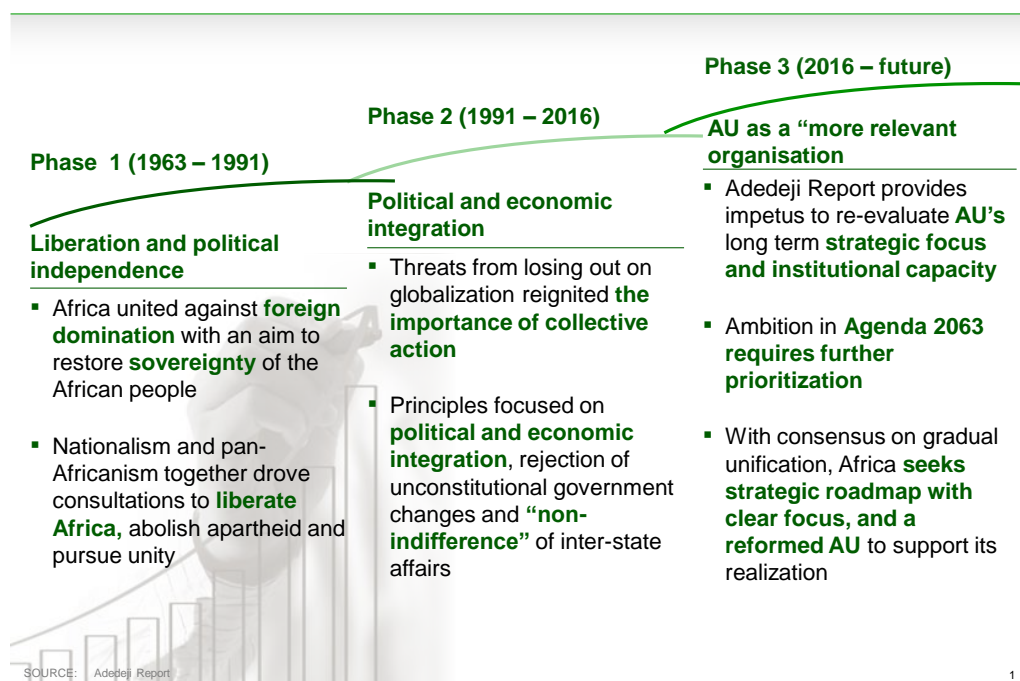 Phase 1 (1963 – 1991)
Liberation and political
independence
▪ Africa united against foreign
domination with an aim to
restore sovereignty of the
African people
▪ Nationalism and pan-
Africanism together drove
consultations to liberate
Africa, abolish apartheid and
pursue unity
Phase 2 (1991 – 2016)
Political and economic
integration
▪ Threats from losing out on
globalization reignited the
importance of collective
action
▪ Principles focused on
political and economic
integration, rejection of
unconstitutional government
changes and “non-
indifference” of inter-state
affairs
Phase 3 (2016 – future)
AU as a “more relevant
organisation
▪ Adedeji Report provides
impetus to re-evaluate AU’s
long term strategic focus
and institutional capacity
▪ Ambition in Agenda 2063
requires further
prioritization
▪ With consensus on gradual
unification, Africa seeks
strategic roadmap with
clear focus, and a
reformed AU to support its
realization
SOURCE: Adedeji Report
1